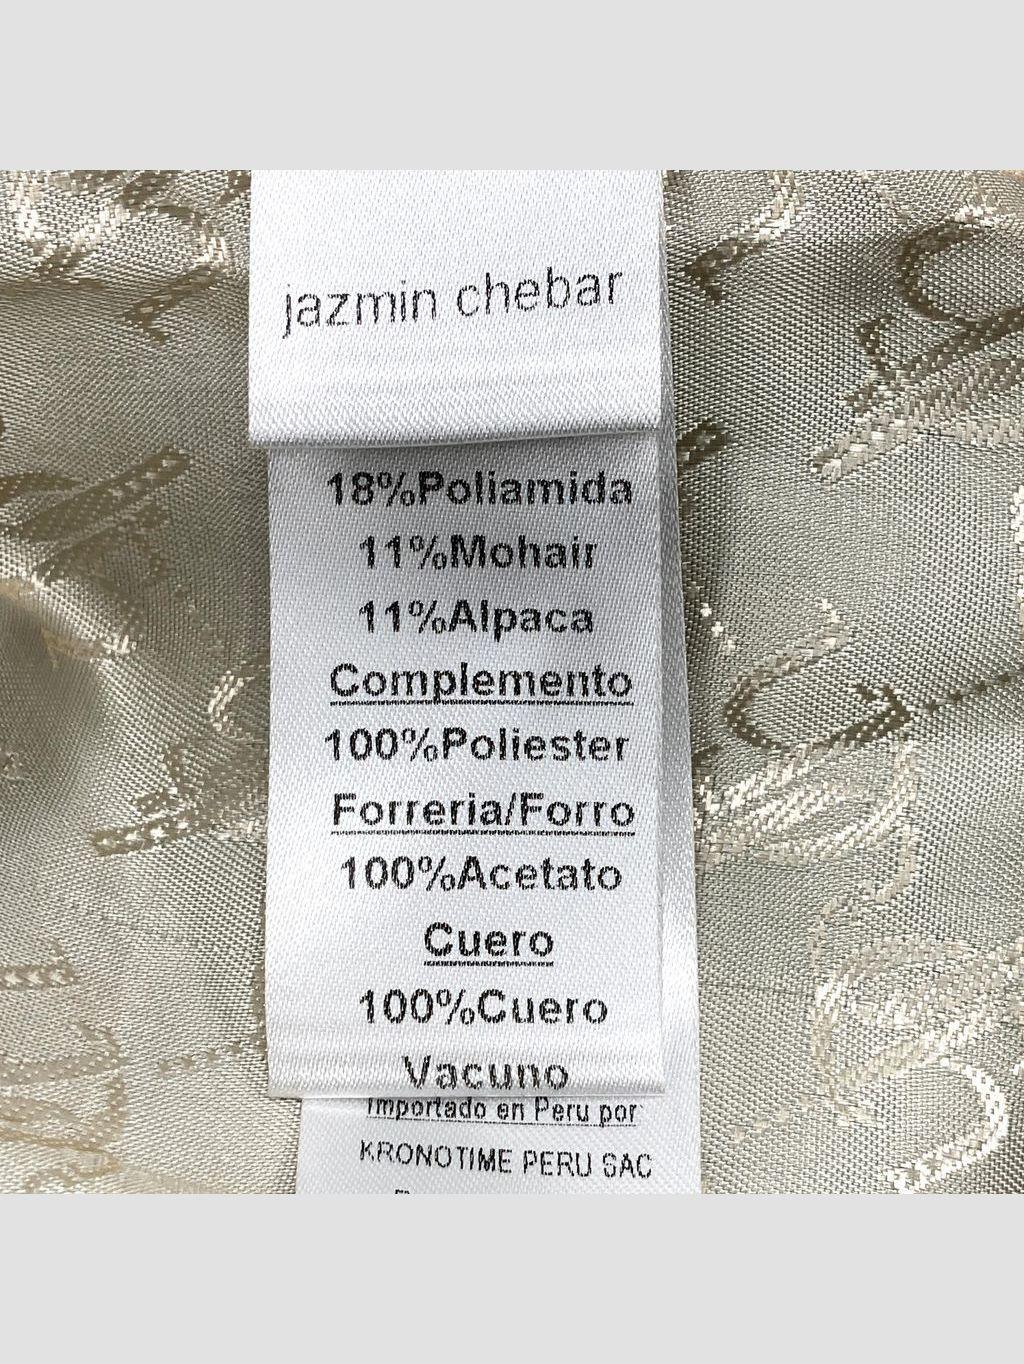 jazmin chebar
18%Poliamida
11%Mohair
11%Alpaca
Complemento
100%Poliester
Forreria/Forro
100%Acetato
Cuero
100%Cuero
Vacuno
Importado en Peru por
KRONOTIME PERU SAC